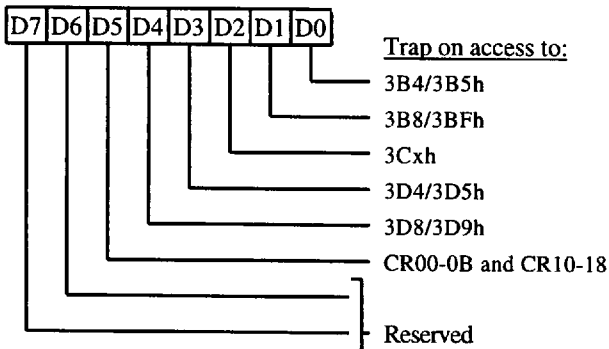 D7 D6 D5 D4 D3 D2 D1 D0
Trap on access to:
3B4/3B5h
3B8/3BFh
3Cxh
3D4/3D5h
3D8/3D9h
CR00-0B and CR10-18
Reserved